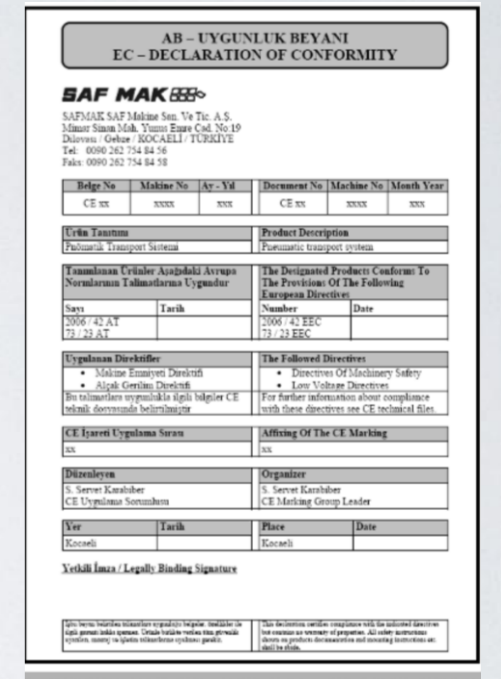 AB – UYGUNLUK BEYANI
EC – DECLARATION OF CONFORMITY
SAF MAK
SAFMAK SAF Makine San. Ve Tic. A.Ş.
Mimar Sinan Mah. Yunus Emre Cad. No:19
Dilovası / Gebze / KOCAELİ / TÜRKİYE
Tel: 0090 262 754 84 56
Faks: 0090 262 754 84 58
Belge No Makine No Ay - Yıl Document No Machine No Month Year
CE xx xxxx xxx CE xx xxxx xxx
Ürün Tanıtımı Product Description
Pnömatik Transport Sistemi Pneumatic transport system
Tanımlanan Ürünler Aşağıdaki Avrupa The Designated Products Conforms To
Normlarının Talimatlarına Uygundur The Provisions Of The Following
European Directives
Sayı Tarih Number Date
2006 / 42 AT 2006 / 42 EEC
73 / 23 AT 73 / 23 EEC
Uygulanan Direktifler The Followed Directives
• Makine Emniyeti Direktifi • Directives Of Machinery Safety
• Alçak Gerilim Direktifi • Low Voltage Directives
Bu talimatlara uygunlukla ilgili bilgiler CE For further information about compliance
teknik dosyasında belirtilmiştir with these directives see CE technical files.
CE İşareti Uygulama Sırası Affixing Of The CE Marking
xx xx
Düzenleyen Organizer
S. Servet Karabiber S. Servet Karabiber
CE Uygulama Sorumlusu CE Marking Group Leader
Yer Tarih Place Date
Kocaeli Kocaeli
Yetkili İmza / Legally Binding Signature
This declaration certifies compliance with the indicated directives
but contains no warranty of properties. All safety instructions
shown on products documentation and mounting instructions etc.